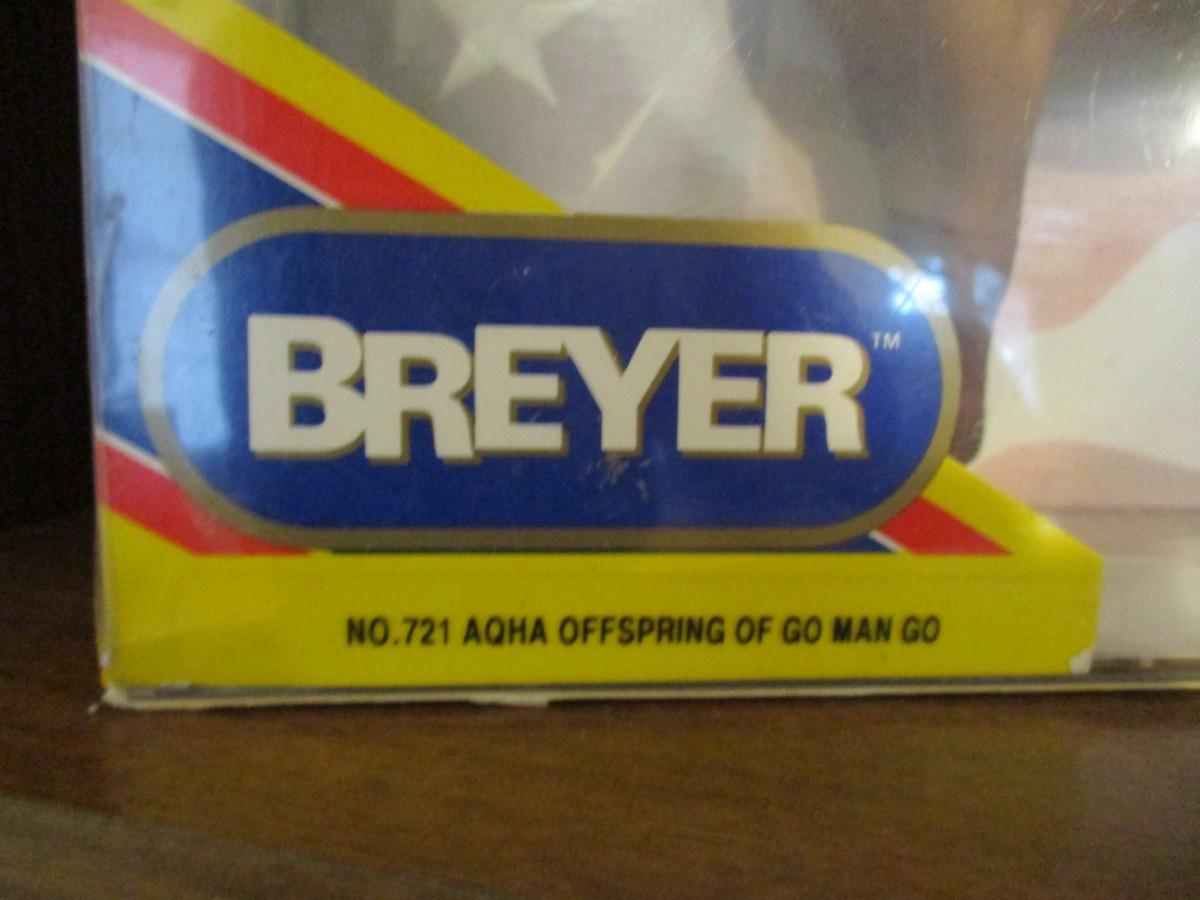 BREYER™
NO.721 AQHA OFFSPRING OF GO MAN GO